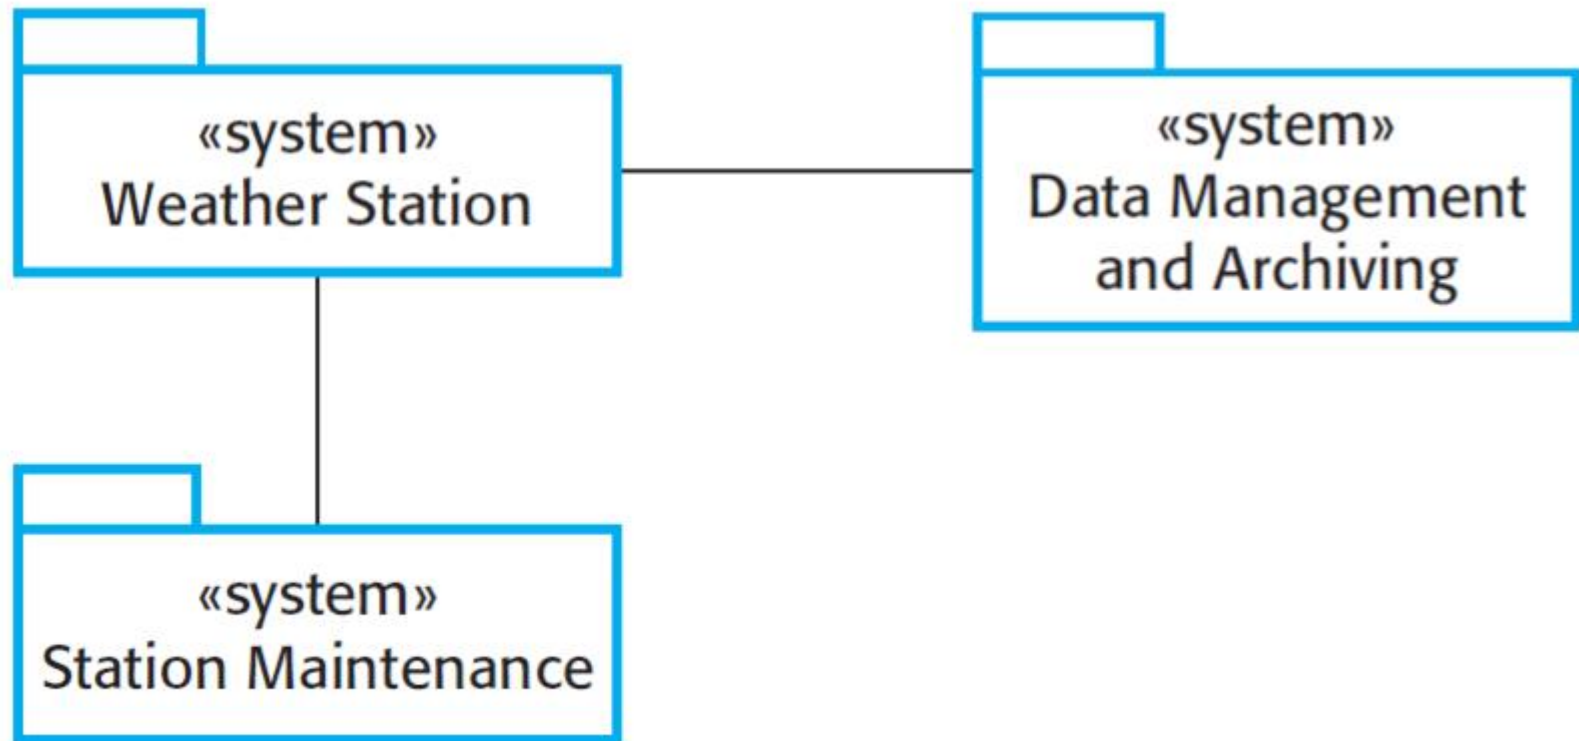 «system»
Weather Station
«system»
Data Management
and Archiving
«system»
Station Maintenance